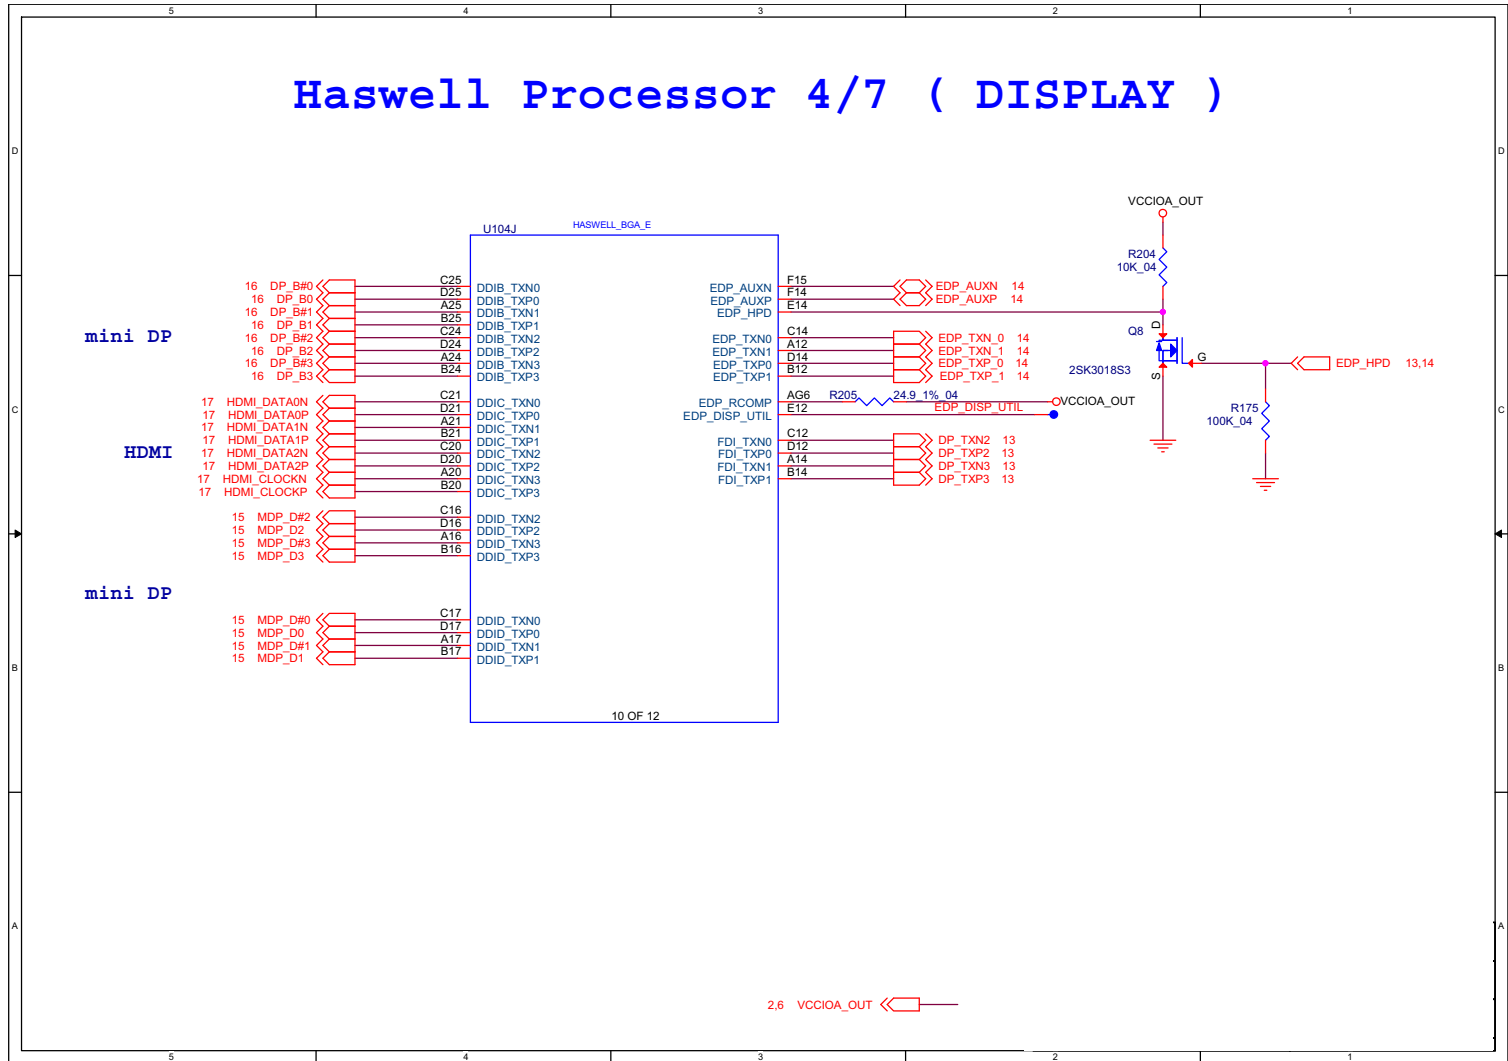 5 4 3 2 1
Haswell Processor 4/7 ( DISPLAY )
D D
VCCIOA_OUT
U104J HASWELL_BGA_E
R204
10K_04
16 DP_B#0 C25 DDIB_TXN0 EDP_AUXN F15 EDP_AUXN 14
16 DP_B0 D25 DDIB_TXP0 EDP_AUXP F14 EDP_AUXP 14
16 DP_B#1 A25 DDIB_TXN1 EDP_HPD E14
16 DP_B1 B25 DDIB_TXP1
mini DP
16 DP_B#2 C24 DDIB_TXN2 EDP_TXN0 C14 EDP_TXN_0 14
16 DP_B2 D24 DDIB_TXP2 EDP_TXN1 A12 EDP_TXN_1 14
16 DP_B#3 A24 DDIB_TXN3 EDP_TXP0 D14 EDP_TXP_0 14
16 DP_B3 B24 DDIB_TXP3 EDP_TXP1 B12 EDP_TXP_1 14
Q8 D
G
S
2SK3018S3
EDP_HPD 13,14
17 HDMI_DATA0N C21 DDIC_TXN0 EDP_RCOMP AG6 R205 24.9_1%_04 VCCIOA_OUT
17 HDMI_DATA0P D21 DDIC_TXP0 EDP_DISP_UTIL E12 EDP_DISP_UTIL
R175
100K_04
C C
17 HDMI_DATA1N A21 DDIC_TXN1
17 HDMI_DATA1P B21 DDIC_TXP1 FDI_TXN0 C12 DP_TXN2 13
HDMI
17 HDMI_DATA2N C20 DDIC_TXN2 FDI_TXP0 D12 DP_TXP2 13
17 HDMI_DATA2P D20 DDIC_TXP2 FDI_TXN1 A14 DP_TXN3 13
17 HDMI_CLOCKN A20 DDIC_TXN3 FDI_TXP1 B14 DP_TXP3 13
17 HDMI_CLOCKP B20 DDIC_TXP3
15 MDP_D#2 C16 DDID_TXN2
15 MDP_D2 D16 DDID_TXP2
15 MDP_D#3 A16 DDID_TXN3
15 MDP_D3 B16 DDID_TXP3
mini DP
15 MDP_D#0 C17 DDID_TXN0
15 MDP_D0 D17 DDID_TXP0
15 MDP_D#1 A17 DDID_TXN1
15 MDP_D1 B17 DDID_TXP1
B B
10 OF 12
A A
2,6 VCCIOA_OUT
5 4 3 2 1